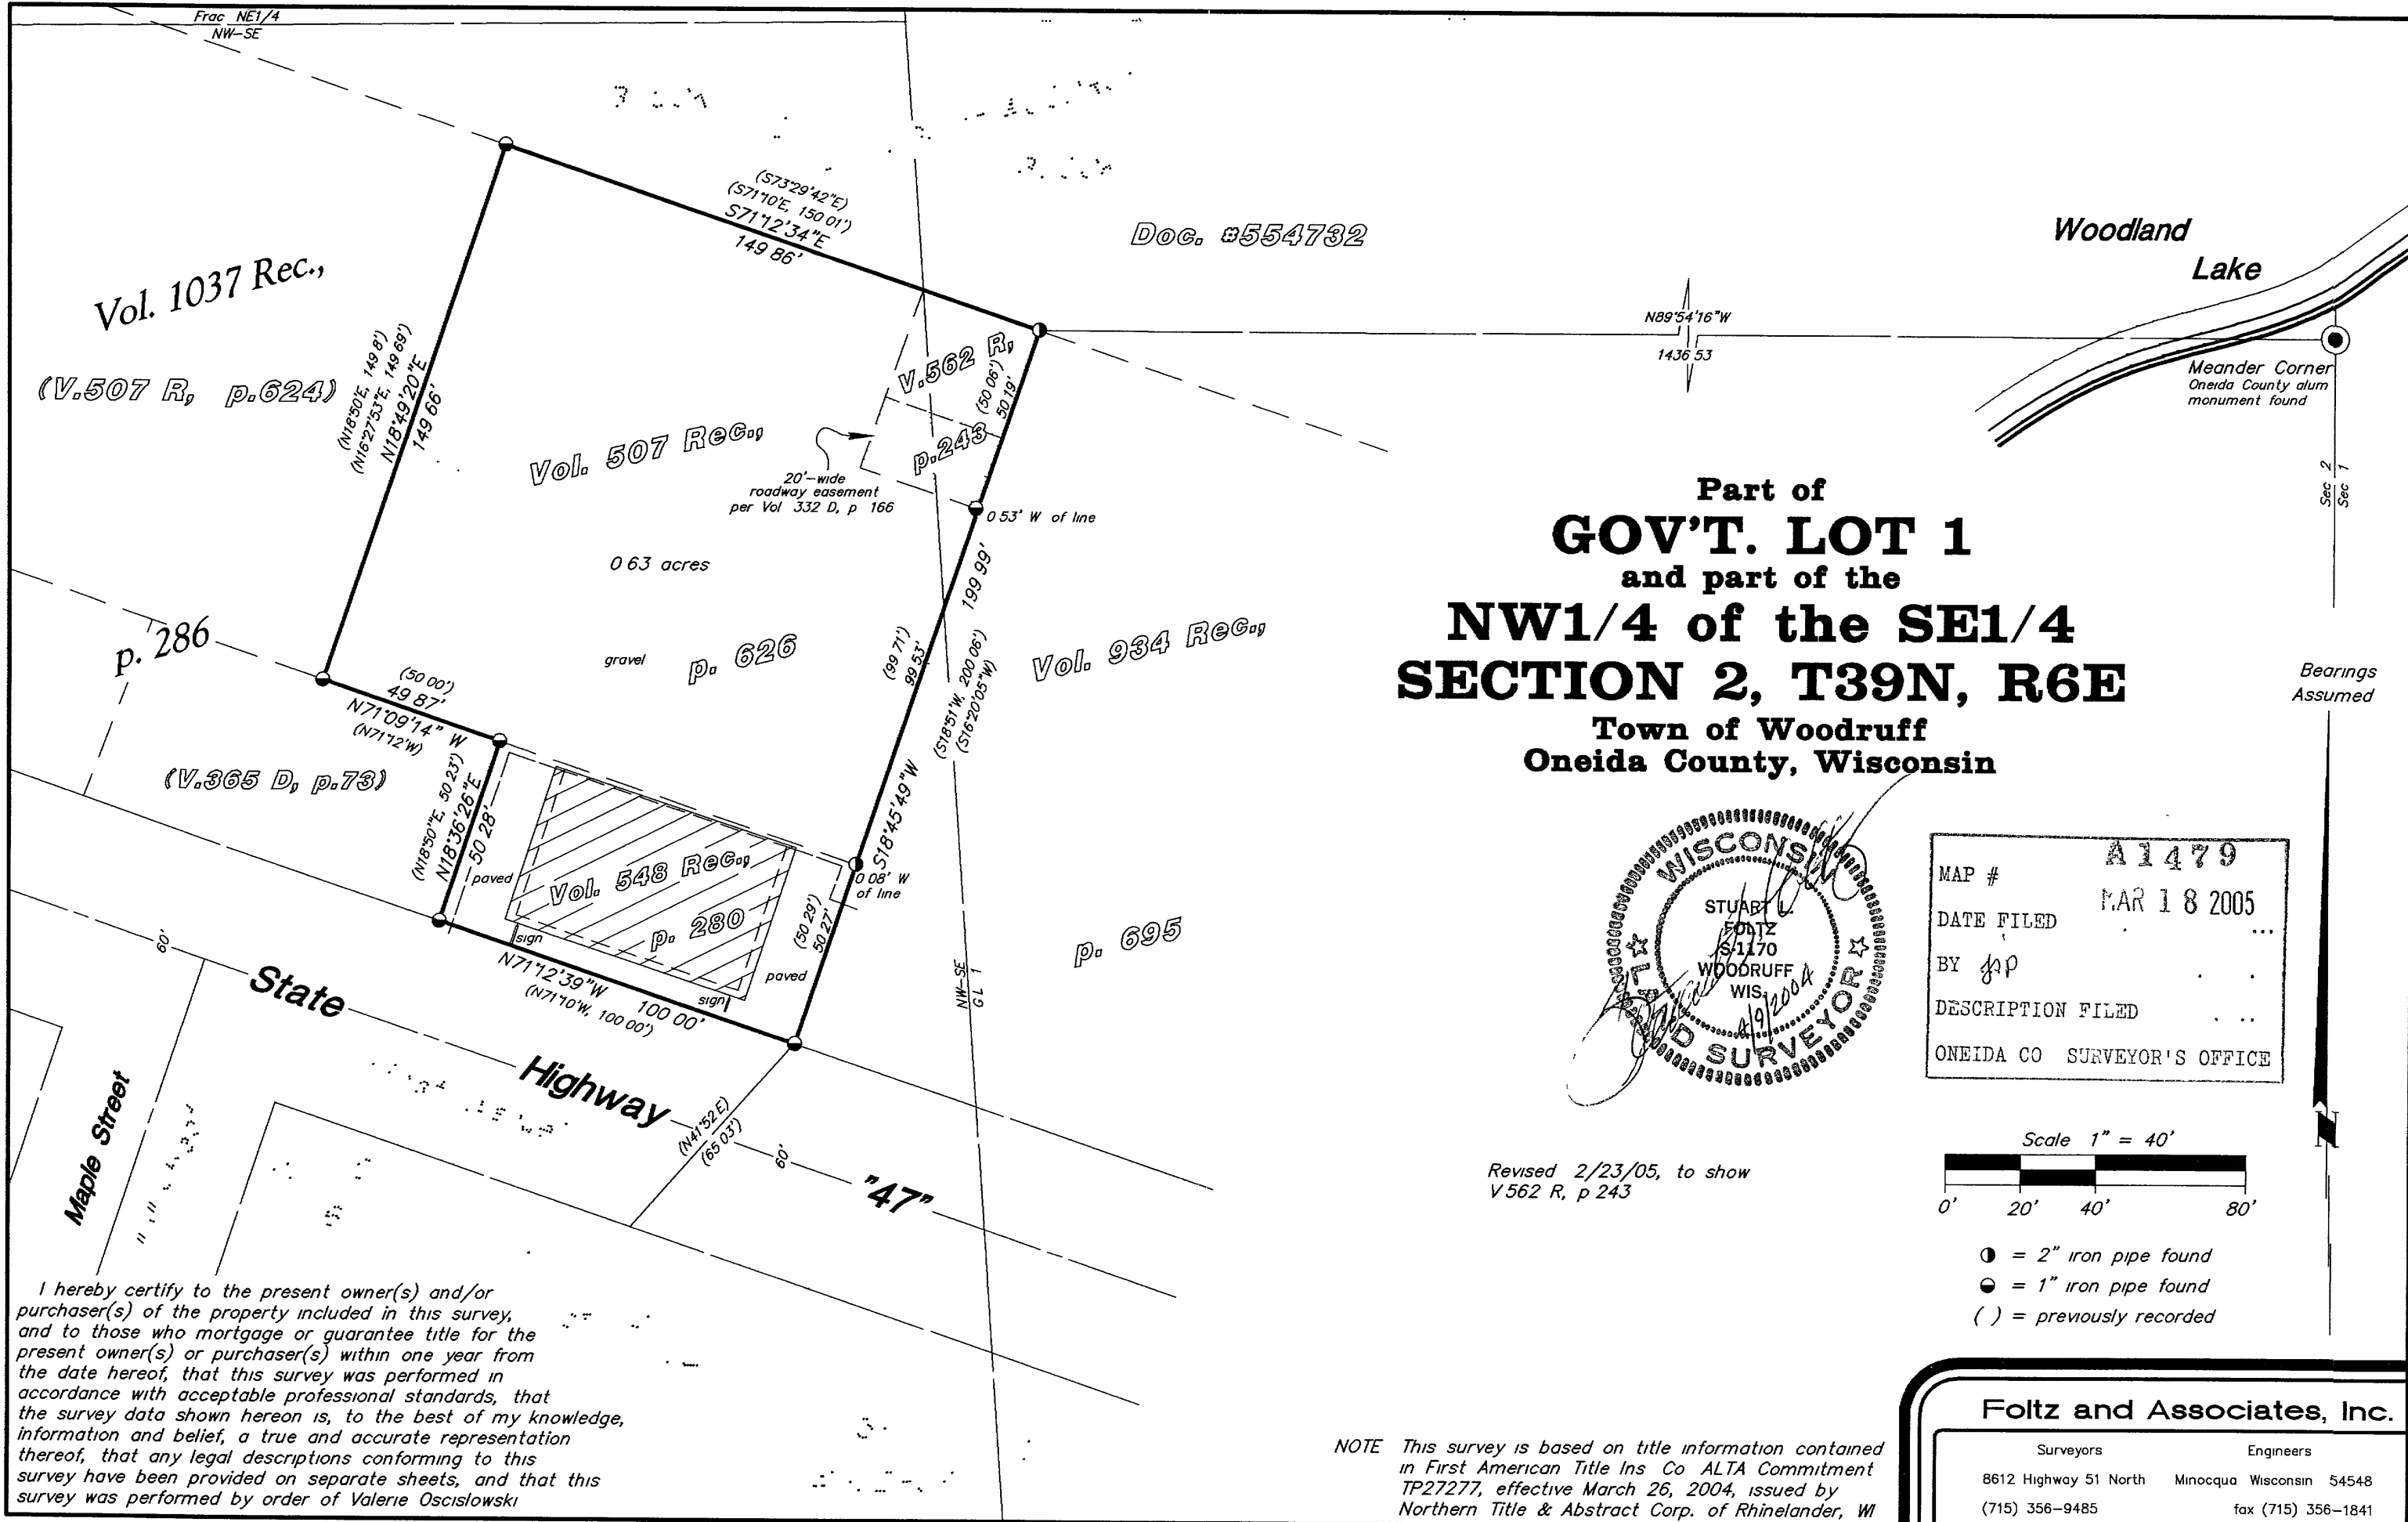 Frac NE1/4
NW-SE
(S73°29'42"E)
(S71°10'E, 150 01')
S71°12'34"E
149 86'
Doc. #554732
Woodland
Lake
Vol. 1037 Rec.,
(V.507 R, p.624)
(N18°50'E, 149 8')
(N16°27'53"E, 149 69')
N18°49'20"E
149 66'
N89°54'16"W
1436 53
Meander Corner
Oneida County alum
monument found
Sec 2
Sec 1
V.562 R,
p.243
(50 06')
50 19'
Vol. 507 Rec.,
20'-wide
roadway easement
per Vol 332 D, p 166
0 53' W of line
0 63 acres
199 99'
gravel
p. 626
(99 71')
99 53'
(S18°51'W, 200 06')
(S16°20'05"W)
S18°45'49"W
Vol. 934 Rec.,
p. 695
p. 286
(50 00')
49 87'
N71°09'14" W
(N71°12'W)
(V.365 D, p.73)
(N18°50'"E, 50 23')
N18°36'26"E
50 28'
paved
Vol. 548 Rec.,
p. 280
sign
sign
paved
0 08' W
of line
(50 29')
50 27'
N71°12'39"W 100 00'
(N71°10'W, 100 00')
NW-SE
GL 1
60'
State
Highway
"47"
60'
(N41°52'E)
(65 03')
Maple Street
Part of
GOV'T. LOT 1
and part of the
NW1/4 of the SE1/4
SECTION 2, T39N, R6E
Town of Woodruff
Oneida County, Wisconsin
Bearings
Assumed
N
WISCONSIN
LAND SURVEYOR
STUART L.
FOLTZ
S-1170
WOODRUFF
WIS.
4/9/2004
MAP # A1479
DATE FILED MAR 18 2005
BY
DESCRIPTION FILED
ONEIDA CO SURVEYOR'S OFFICE
Revised 2/23/05, to show
V 562 R, p 243
Scale 1" = 40'
0' 20' 40' 80'
= 2" iron pipe found
= 1" iron pipe found
( ) = previously recorded
I hereby certify to the present owner(s) and/or
purchaser(s) of the property included in this survey,
and to those who mortgage or guarantee title for the
present owner(s) or purchaser(s) within one year from
the date hereof, that this survey was performed in
accordance with acceptable professional standards, that
the survey data shown hereon is, to the best of my knowledge,
information and belief, a true and accurate representation
thereof, that any legal descriptions conforming to this
survey have been provided on separate sheets, and that this
survey was performed by order of Valerie Oscislowski
NOTE This survey is based on title information contained
in First American Title Ins Co ALTA Commitment
TP27277, effective March 26, 2004, issued by
Northern Title & Abstract Corp. of Rhinelander, WI
Foltz and Associates, Inc.
Surveyors Engineers
8612 Highway 51 North Minocqua Wisconsin 54548
(715) 356-9485 fax (715) 356-1841